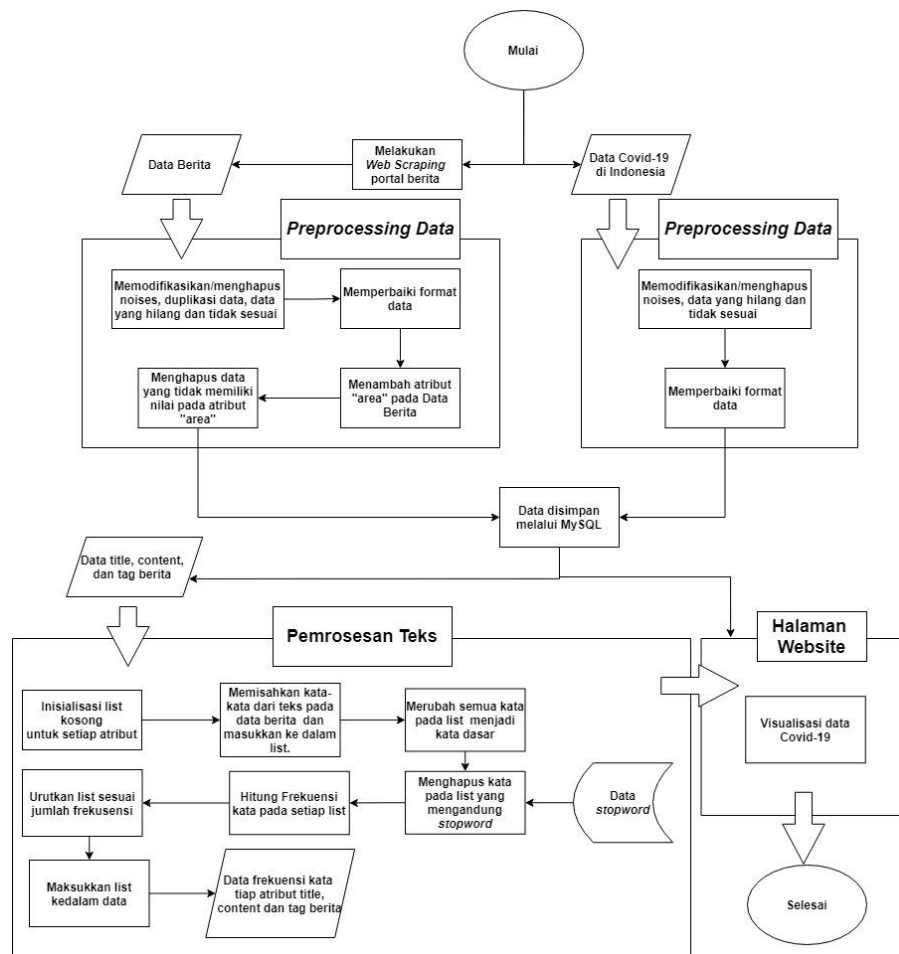 Mulai
Data Berita
Melakukan
Web Scraping
portal berita
Data Covid-19
di Indonesia
Preprocessing Data
Memodifikasikan/menghapus
noises, duplikasi data, data
yang hilang dan tidak sesuai
Memperbaiki format
data
Menghapus data
yang tidak memiliki
nilai pada atribut
"area"
Menambah atribut
"area" pada Data
Berita
Preprocessing Data
Memodifikasikan/menghapus
noises, data yang hilang dan
tidak sesuai
Memperbaiki format
data
Data disimpan
melalui MySQL
Data title, content,
dan tag berita
Pemrosesan Teks
Inisialisasi list
kosong
untuk setiap atribut
Memisahkan kata-
kata dari teks pada
data berita dan
masukkan ke dalam
list.
Merubah semua kata
pada list menjadi
kata dasar
Urutkan list sesuai
jumlah frekusensi
Hitung Frekuensi
kata pada setiap list
Menghapus kata
pada list yang
mengandung
stopword
Data
stopword
Maksukkan list
kedalam data
Data frekuensi kata
tiap atribut title,
content dan tag berita
Halaman
Website
Visualisasi data
Covid-19
Selesai